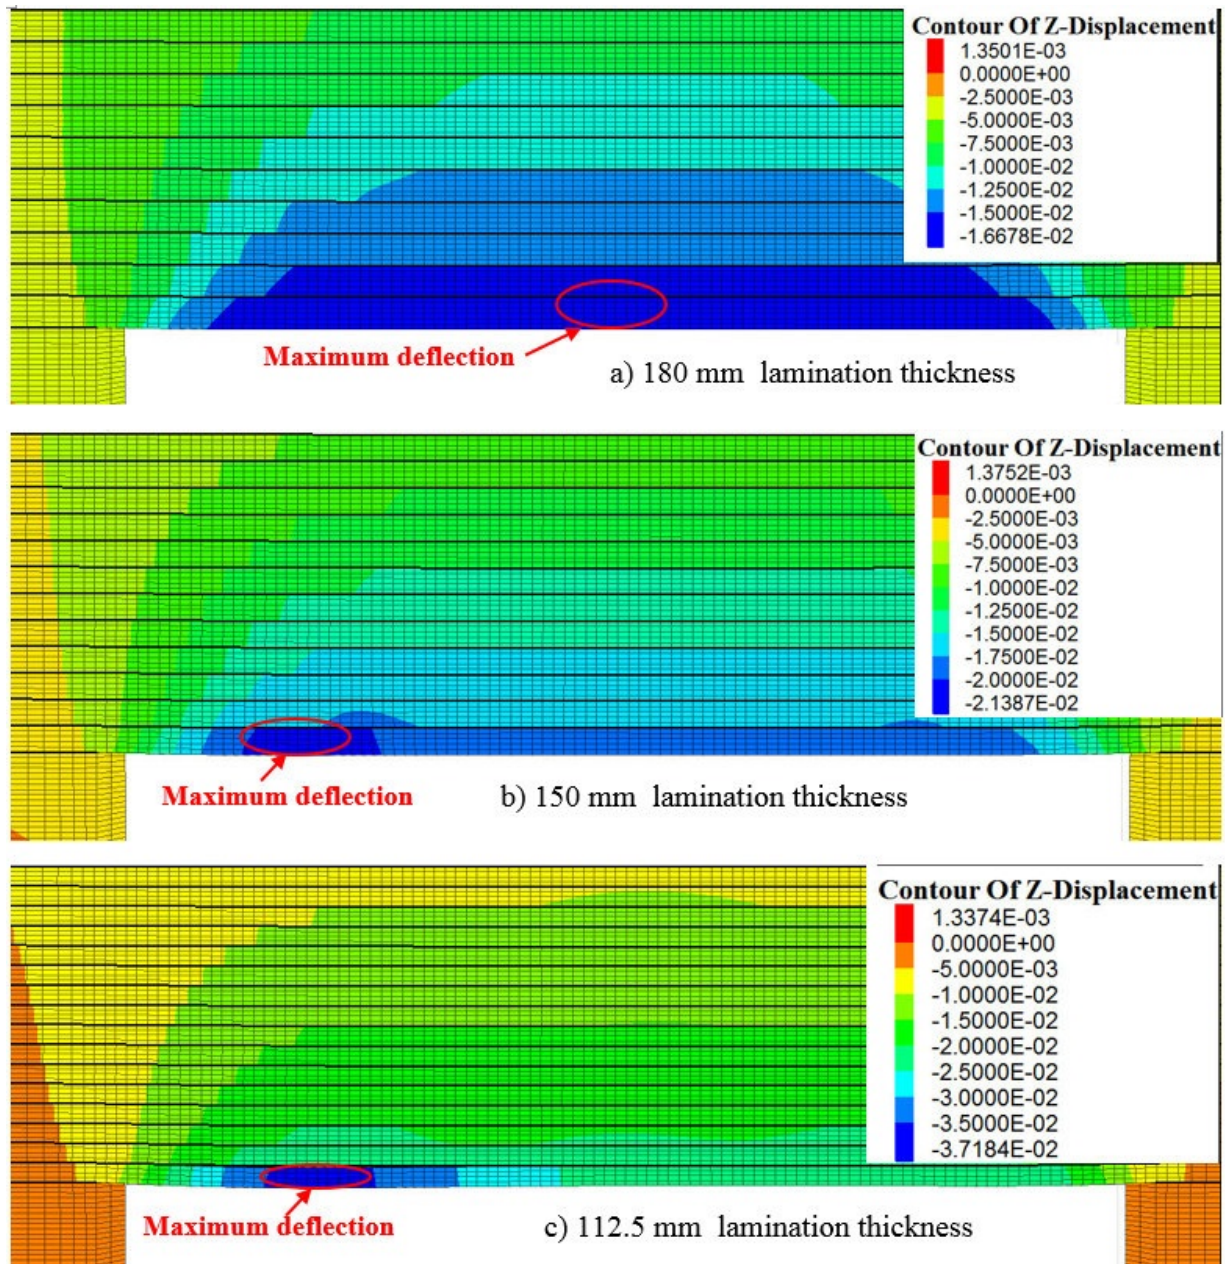 Contour Of Z-Displacement
1.3501E-03
0.0000E+00
-2.5000E-03
-5.0000E-03
-7.5000E-03
-1.0000E-02
-1.2500E-02
-1.5000E-02
-1.6678E-02
Maximum deflection
a) 180 mm lamination thickness
Contour Of Z-Displacement
1.3752E-03
0.0000E+00
-2.5000E-03
-5.0000E-03
-7.5000E-03
-1.0000E-02
-1.2500E-02
-1.5000E-02
-1.7500E-02
-2.0000E-02
-2.1387E-02
Maximum deflection
b) 150 mm lamination thickness
Contour Of Z-Displacement
1.3374E-03
0.0000E+00
-5.0000E-03
-1.0000E-02
-1.5000E-02
-2.0000E-02
-2.5000E-02
-3.0000E-02
-3.5000E-02
-3.7184E-02
Maximum deflection
c) 112.5 mm lamination thickness